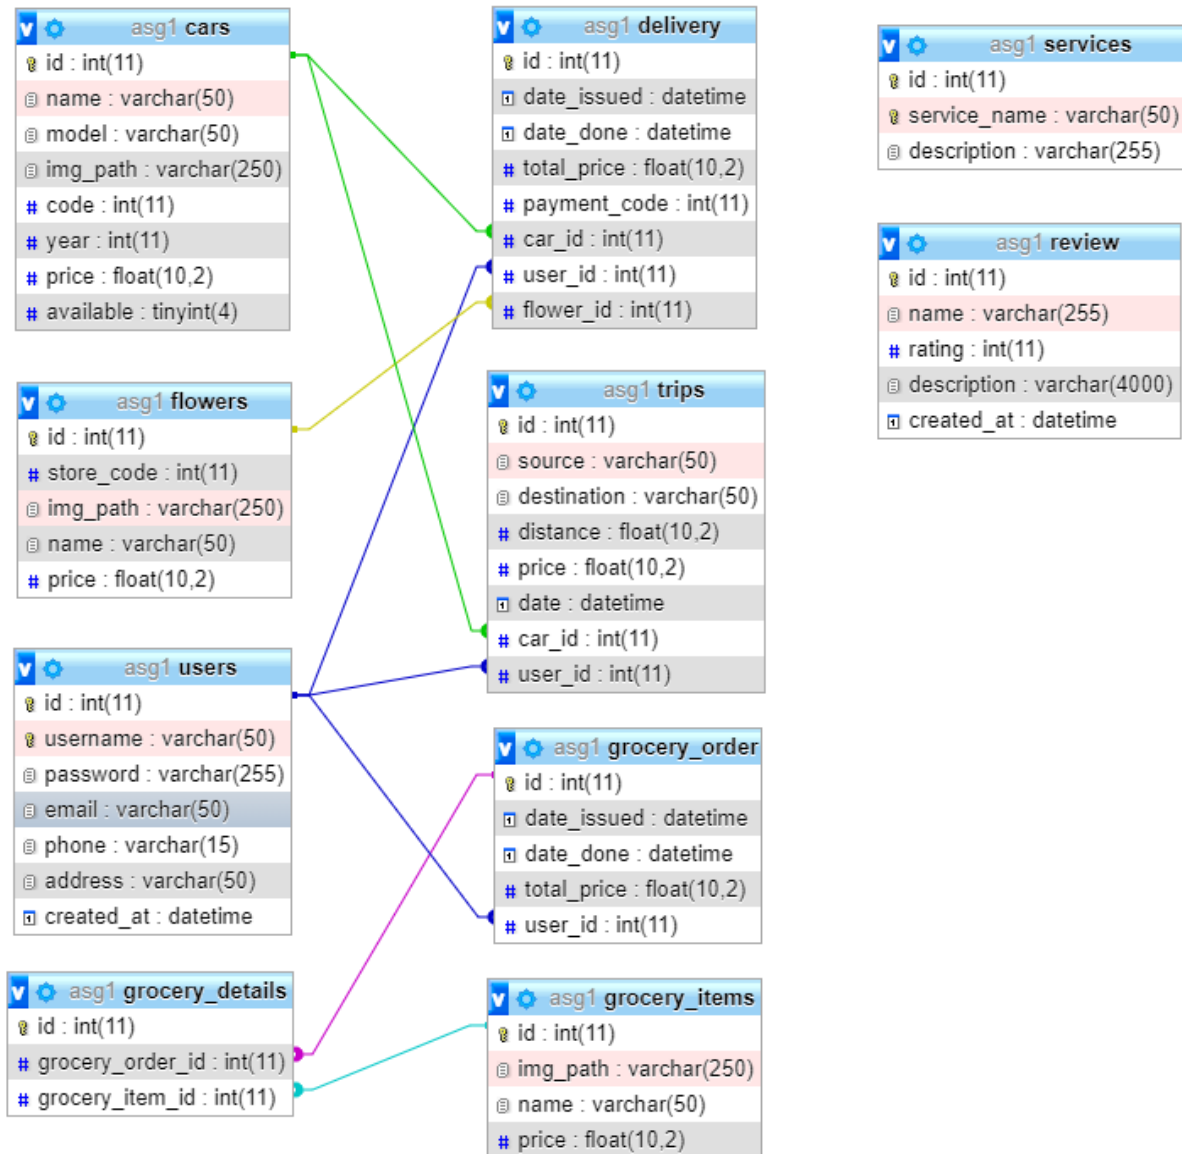 asg1 cars
id : int(11)
name : varchar(50)
model : varchar(50)
img_path : varchar(250)
code : int(11)
year : int(11)
price : float(10,2)
available : tinyint(4)
asg1 flowers
id : int(11)
store_code : int(11)
img_path : varchar(250)
name : varchar(50)
price : float(10,2)
asg1 users
id : int(11)
username : varchar(50)
password : varchar(255)
email : varchar(50)
phone : varchar(15)
address : varchar(50)
created_at : datetime
asg1 grocery_details
id : int(11)
grocery_order_id : int(11)
grocery_item_id : int(11)
asg1 delivery
id : int(11)
date_issued : datetime
date_done : datetime
total_price : float(10,2)
payment_code : int(11)
car_id : int(11)
user_id : int(11)
flower_id : int(11)
asg1 trips
id : int(11)
source : varchar(50)
destination : varchar(50)
distance : float(10,2)
price : float(10,2)
date : datetime
car_id : int(11)
user_id : int(11)
asg1 grocery_order
id : int(11)
date_issued : datetime
date_done : datetime
total_price : float(10,2)
user_id : int(11)
asg1 grocery_items
id : int(11)
img_path : varchar(250)
name : varchar(50)
price : float(10,2)
asg1 services
id : int(11)
service_name : varchar(50)
description : varchar(255)
asg1 review
id : int(11)
name : varchar(255)
rating : int(11)
description : varchar(4000)
created_at : datetime